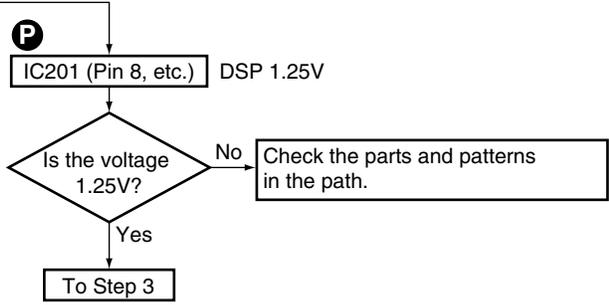 P
IC201 (Pin 8, etc.) DSP 1.25V
Is the voltage
1.25V?
No
Check the parts and patterns
in the path.
Yes
To Step 3